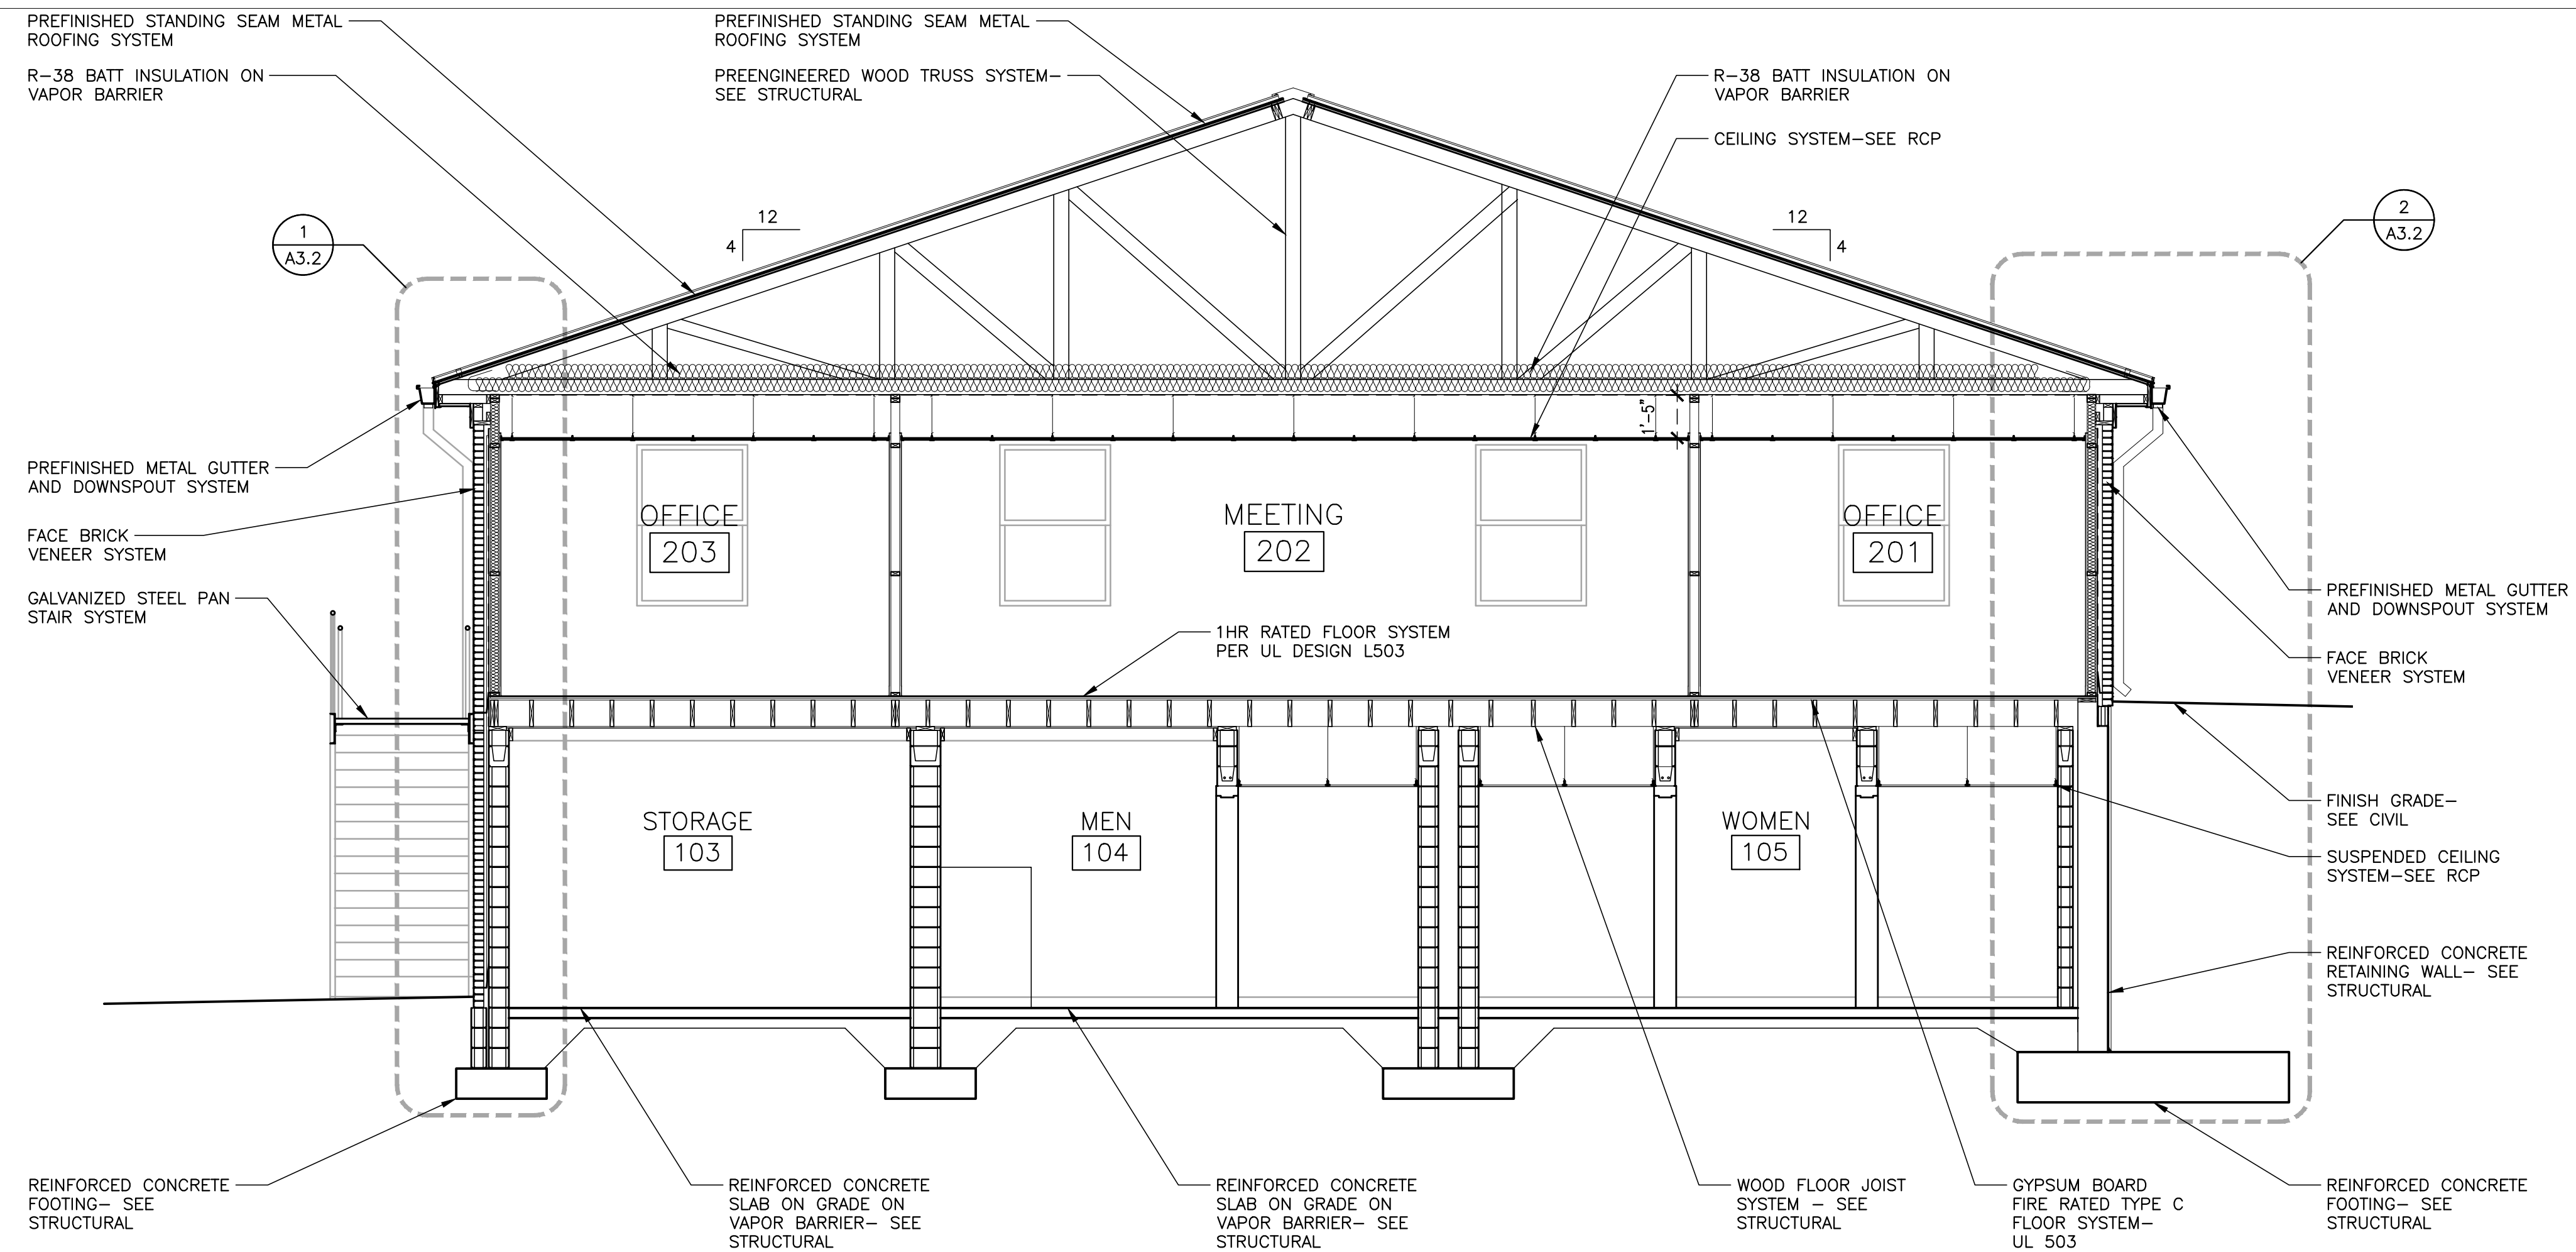 PREFINISHED STANDING SEAM METAL
ROOFING SYSTEM
R-38 BATT INSULATION ON
VAPOR BARRIER
PREFINISHED STANDING SEAM METAL
ROOFING SYSTEM
PREENGINEERED WOOD TRUSS SYSTEM-
SEE STRUCTURAL
R-38 BATT INSULATION ON
VAPOR BARRIER
CEILING SYSTEM-SEE RCP
1
A3.2
12
4
12
4
2
A3.2
1'-5"
PREFINISHED METAL GUTTER
AND DOWNSPOUT SYSTEM
FACE BRICK
VENEER SYSTEM
GALVANIZED STEEL PAN
STAIR SYSTEM
OFFICE
203
MEETING
202
OFFICE
201
1HR RATED FLOOR SYSTEM
PER UL DESIGN L503
PREFINISHED METAL GUTTER
AND DOWNSPOUT SYSTEM
FACE BRICK
VENEER SYSTEM
STORAGE
103
MEN
104
WOMEN
105
FINISH GRADE-
SEE CIVIL
SUSPENDED CEILING
SYSTEM-SEE RCP
REINFORCED CONCRETE
RETAINING WALL- SEE
STRUCTURAL
REINFORCED CONCRETE
FOOTING- SEE
STRUCTURAL
REINFORCED CONCRETE
SLAB ON GRADE ON
VAPOR BARRIER- SEE
STRUCTURAL
REINFORCED CONCRETE
SLAB ON GRADE ON
VAPOR BARRIER- SEE
STRUCTURAL
WOOD FLOOR JOIST
SYSTEM - SEE
STRUCTURAL
GYPSUM BOARD
FIRE RATED TYPE C
FLOOR SYSTEM-
UL 503
REINFORCED CONCRETE
FOOTING- SEE
STRUCTURAL